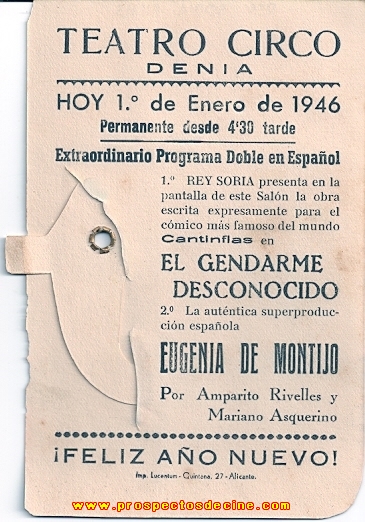 TEATRO CIRCO
DENIA
HOY 1.º de Enero de 1946
Permanente desde 4'30 tarde
Extraordinario Programa Doble en Español
1.º REY SORIA presenta en la
pantalla de este Salón la obra
escrita expresamente para el
cómico más famoso del mundo
Cantinflas en
EL GENDARME
DESCONOCIDO
2.º La auténtica superproduc-
ción española
EUGENIA DE MONTIJO
Por Amparito Rivelles y
Mariano Asquerino
¡FELIZ AÑO NUEVO!
Imp. Lucentum - Quintana, 27 - Alicante.
www.prospectosdecine.com